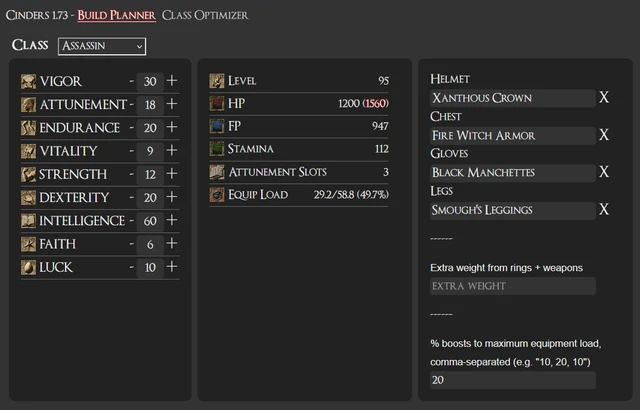 Cinders 1.73 - Build Planner Class Optimizer
Class Assassin
Vigor - 30 +
Attunement - 18 +
Endurance - 20 +
Vitality - 9 +
Strength - 12 +
Dexterity - 20 +
Intelligence - 60 +
Faith - 6 +
Luck - 10 +
Level 95
HP 1200 (1560)
FP 947
Stamina 112
Attunement Slots 3
Equip Load 29.2/58.8 (49.7%)
Helmet
Xanthous Crown X
Chest
Fire Witch Armor X
Gloves
Black Manchettes X
Legs
Smough's Leggings X
------
Extra weight from rings + weapons
extra weight
------
% boosts to maximum equipment load,
comma-separated (e.g. "10, 20, 10")
20